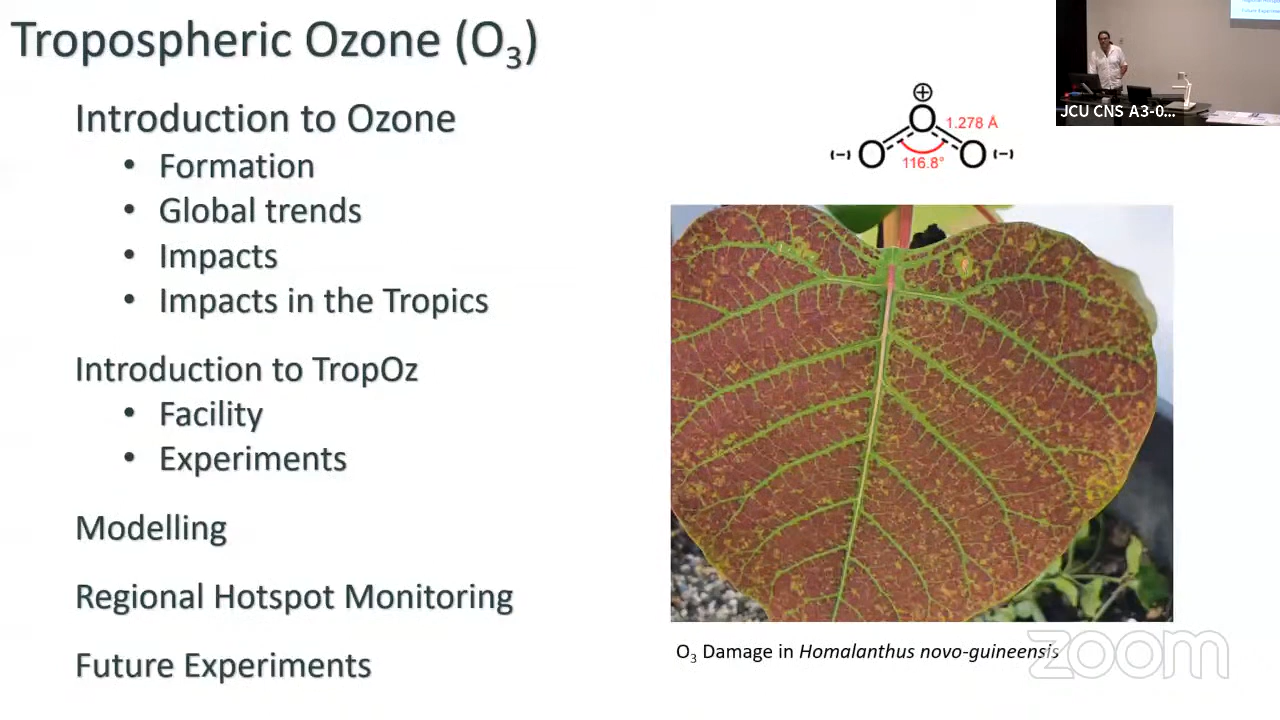 Tropospheric Ozone (O₃)
Introduction to Ozone
• Formation
• Global trends
• Impacts
• Impacts in the Tropics
Introduction to TropOz
• Facility
• Experiments
Modelling
Regional Hotspot Monitoring
Future Experiments
⊕
O
1.278 Å
(−) O O (−)
116.8°
O₃ Damage in Homalanthus novo-guineensis
JCU CNS A3-0...
zoom